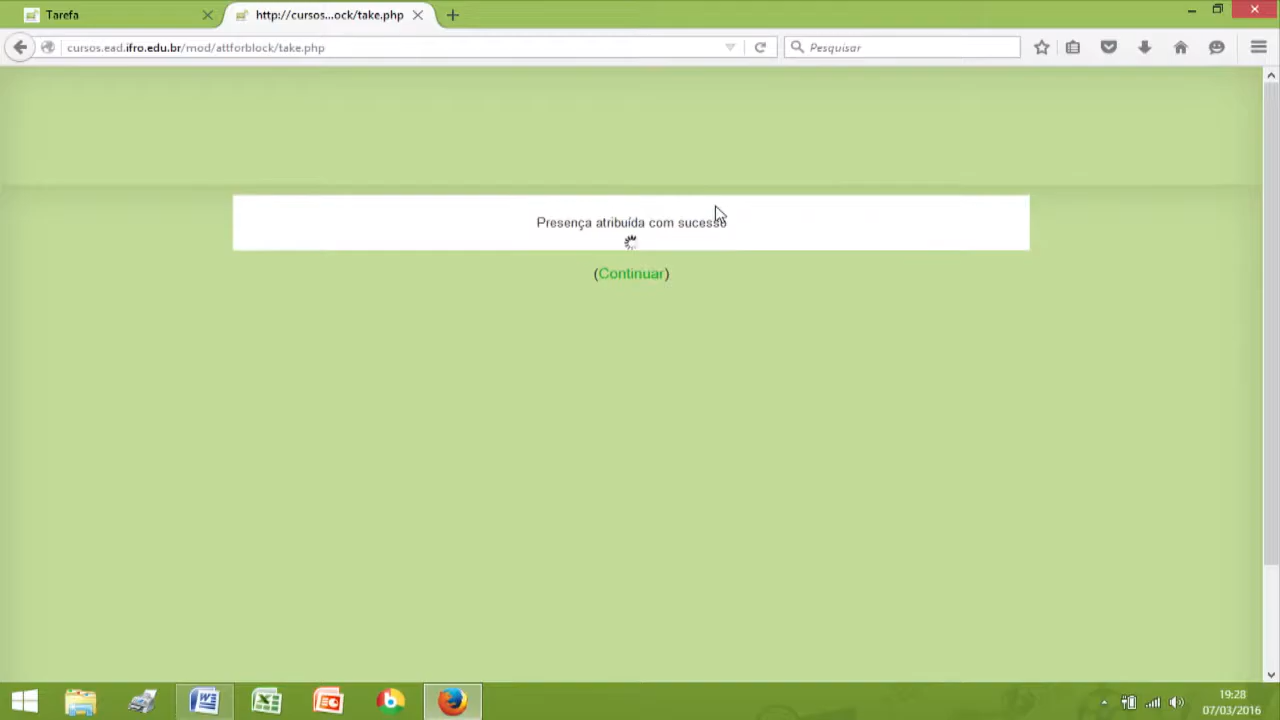 Tarefa
http://cursos...ock/take.php
cursos.ead.ifro.edu.br/mod/attforblock/take.php
Pesquisar
Presença atribuída com sucesso
(Continuar)
19:28
07/03/2016